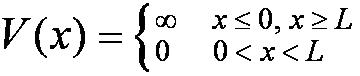 V(x) = { ∞ x ≤ 0, x ≥ L
0 0 < x < L